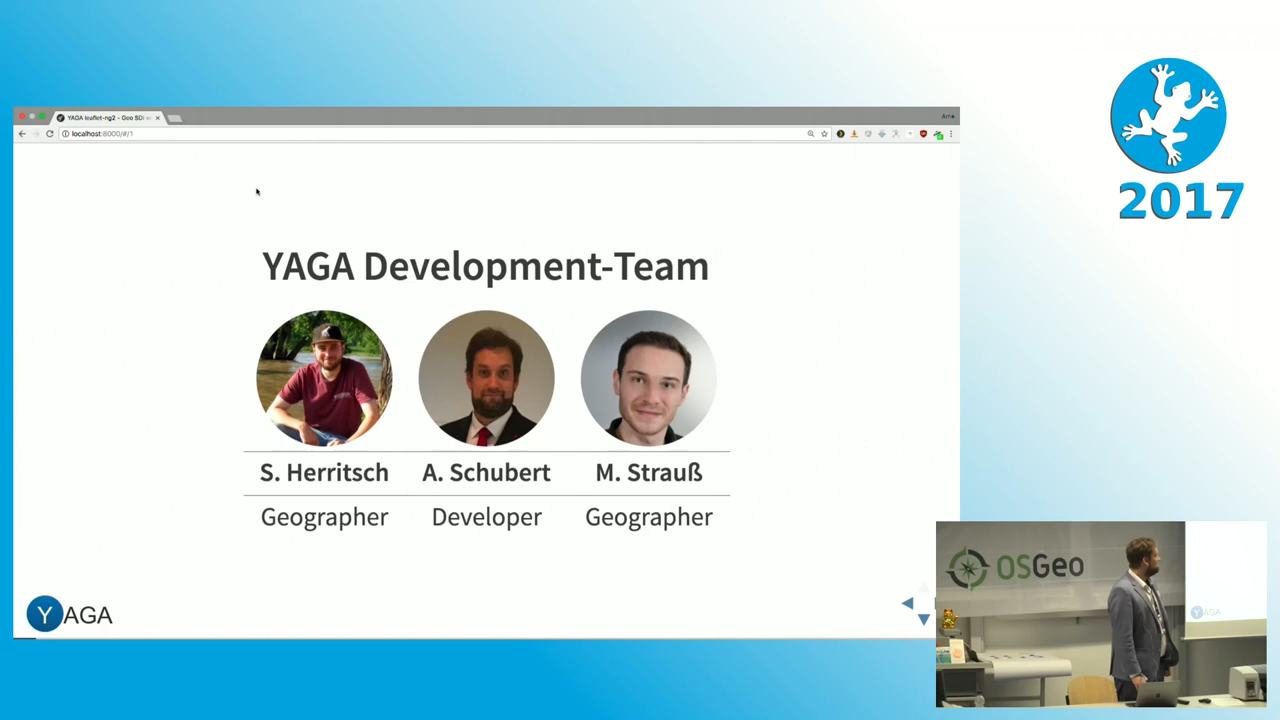 2017
YAGA leaflet-ng2 - Geo SDI
localhost:8000/#/1
YAGA Development-Team
S. Herritsch
A. Schubert
M. Strauß
Geographer
Developer
Geographer
YAGA
OSGeo
YAGA